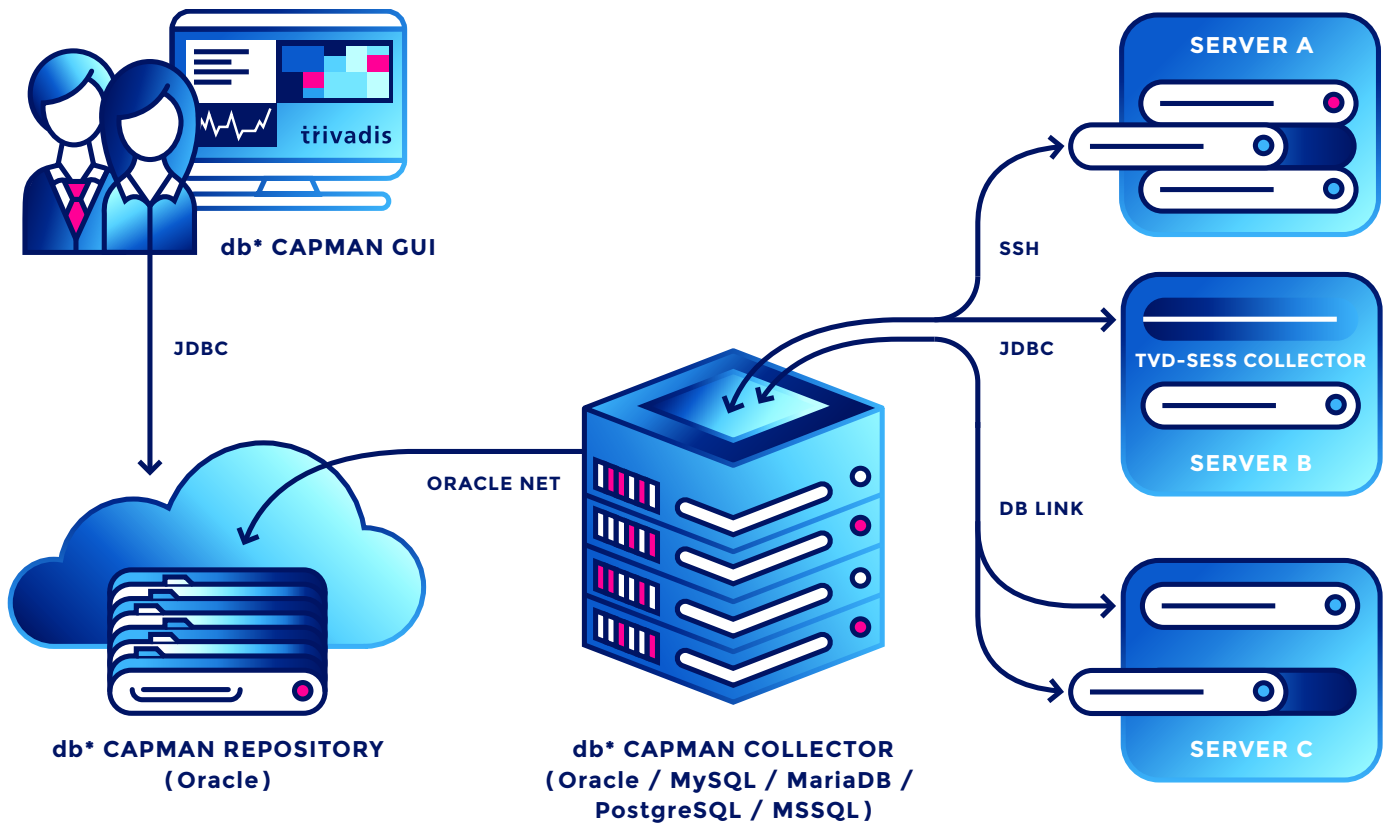 trivadis
db* CAPMAN GUI
JDBC
ORACLE NET
db* CAPMAN REPOSITORY
(Oracle)
db* CAPMAN COLLECTOR
(Oracle / MySQL / MariaDB /
PostgreSQL / MSSQL)
SSH
JDBC
DB LINK
SERVER A
TVD-SESS COLLECTOR
SERVER B
SERVER C